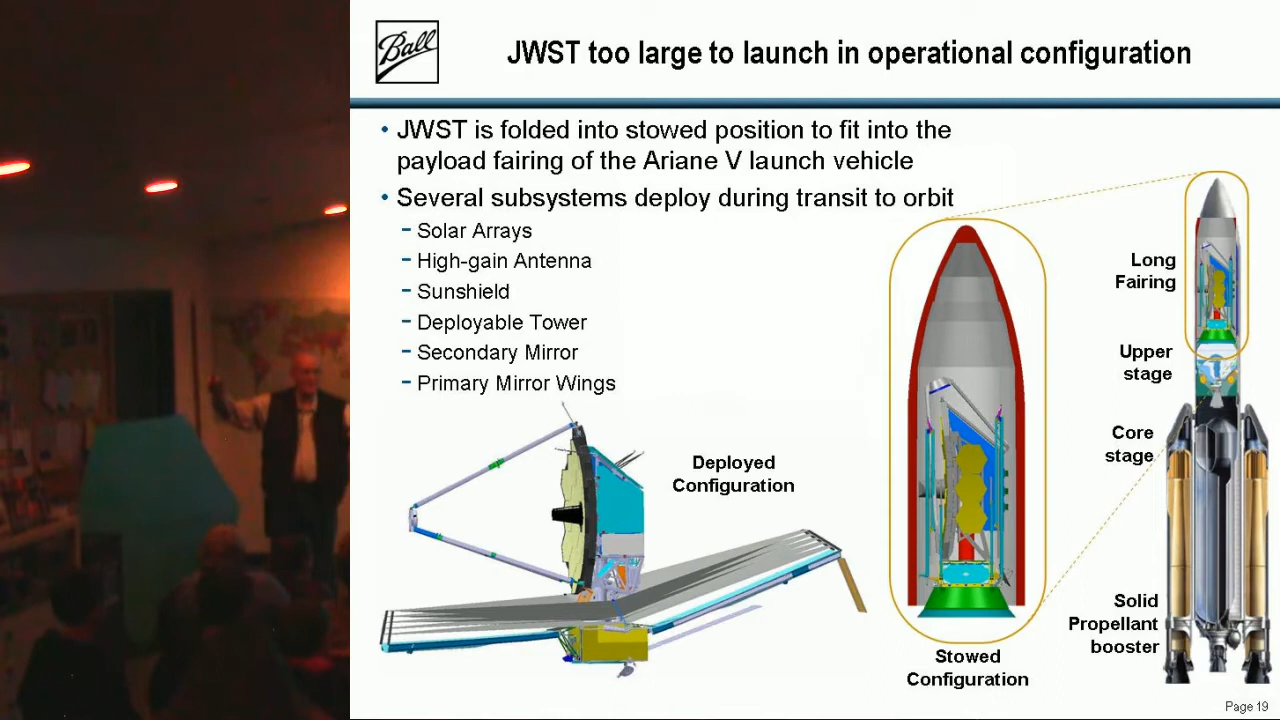 Ball
JWST too large to launch in operational configuration
• JWST is folded into stowed position to fit into the
payload fairing of the Ariane V launch vehicle
• Several subsystems deploy during transit to orbit
– Solar Arrays
– High-gain Antenna
– Sunshield
– Deployable Tower
– Secondary Mirror
– Primary Mirror Wings
Deployed
Configuration
Stowed
Configuration
Long
Fairing
Upper
stage
Core
stage
Solid
Propellant
booster
Page 19